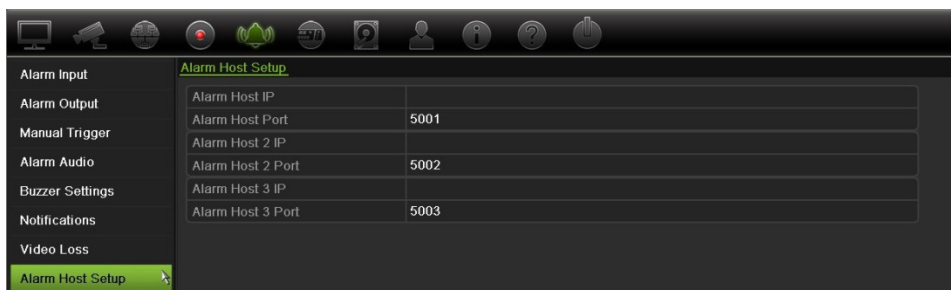 Alarm Input
Alarm Output
Manual Trigger
Alarm Audio
Buzzer Settings
Notifications
Video Loss
Alarm Host Setup
Alarm Host Setup
Alarm Host IP
Alarm Host Port 5001
Alarm Host 2 IP
Alarm Host 2 Port 5002
Alarm Host 3 IP
Alarm Host 3 Port 5003